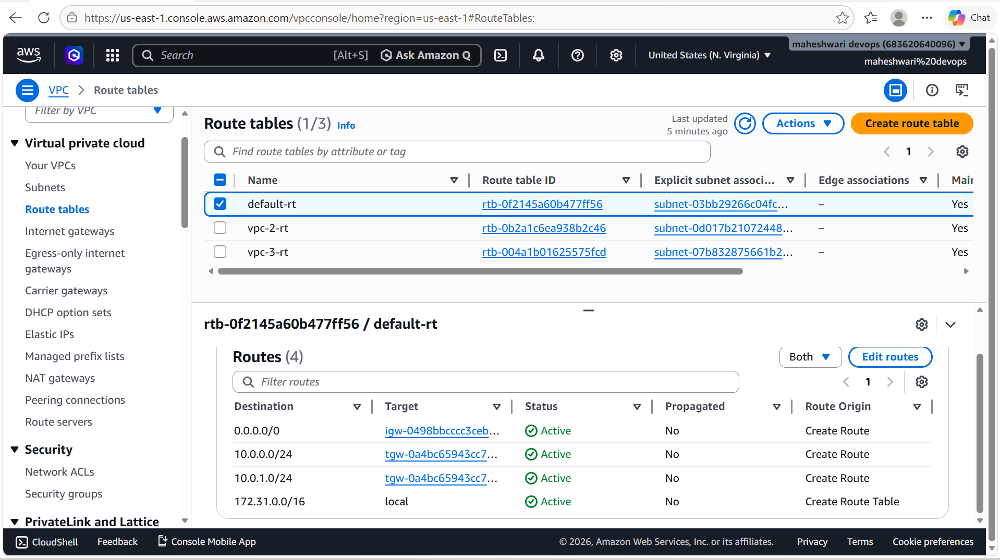 https://us-east-1.console.aws.amazon.com/vpcconsole/home?region=us-east-1#RouteTables:
Chat
aws
Search [Alt+S] Ask Amazon Q
United States (N. Virginia)
maheshwari devops (683620640096)
maheshwari%20devops
VPC Route tables
Filter by VPC
Virtual private cloud
Your VPCs
Subnets
Route tables
Internet gateways
Egress-only internet
gateways
Carrier gateways
DHCP option sets
Elastic IPs
Managed prefix lists
NAT gateways
Peering connections
Route servers
Security
Network ACLs
Security groups
PrivateLink and Lattice
Route tables (1/3) Info
Last updated
5 minutes ago
Actions
Create route table
Find route tables by attribute or tag
1
Name Route table ID Explicit subnet associ... Edge associations Main
default-rt rtb-0f2145a60b477ff56 subnet-03bb29266c04fc... – Yes
vpc-2-rt rtb-0b2a1c6ea938b2c46 subnet-0d017b21072448... – Yes
vpc-3-rt rtb-004a1b01625575fcd subnet-07b832875661b2... – Yes
rtb-0f2145a60b477ff56 / default-rt
Routes (4)
Both
Edit routes
Filter routes
1
Destination Target Status Propagated Route Origin
0.0.0.0/0 igw-0498bbcccc3ceb... Active No Create Route
10.0.0.0/24 tgw-0a4bc65943cc7... Active No Create Route
10.0.1.0/24 tgw-0a4bc65943cc7... Active No Create Route
172.31.0.0/16 local Active No Create Route Table
CloudShell Feedback Console Mobile App © 2026, Amazon Web Services, Inc. or its affiliates. Privacy Terms Cookie preferences